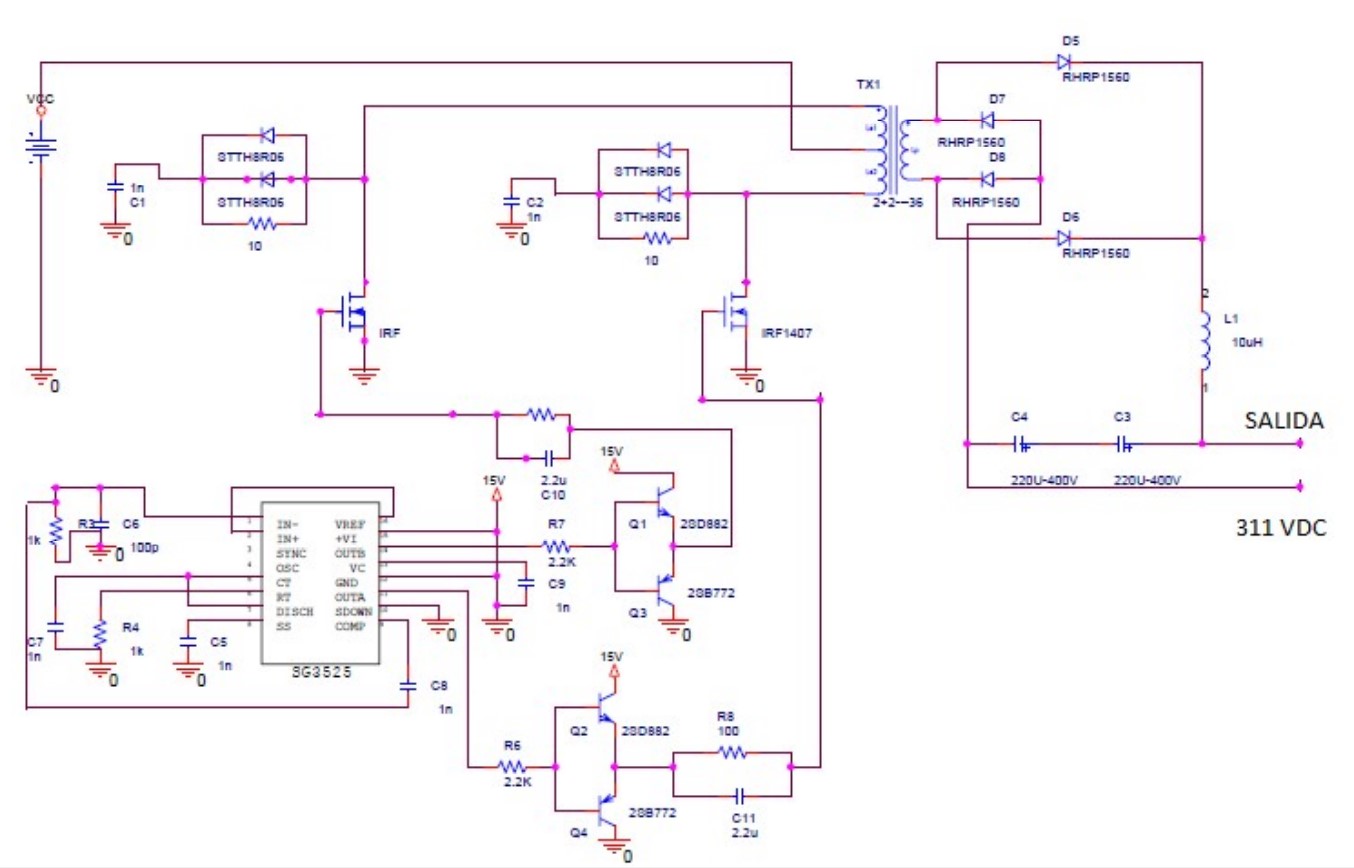 D5
RHRP1560
TX1
D7
VCC
RHRP1560
D8
STTH8R06
STTH8R06
1n
C1
0
STTH8R06
10
C2
1n
0
STTH8R06
10
2+2--36
RHRP1560
D6
RHRP1560
2
L1
10uH
1
IRF
IRF1407
0
0
C4
C3
SALIDA
220U-400V
220U-400V
311 VDC
15V
2.2u
C10
15V
R3
C6
1k
0
100p
Q1
2SD882
R7
2.2K
1
IN-
VREF
16
2
IN+
+VI
15
3
SYNC
OUTB
14
4
OSC
VC
13
5
CT
GND
12
6
RT
OUTA
11
7
DISCH
SDOWN
10
8
SS
COMP
9
SG3525
C9
1n
2SB772
Q3
0
0
0
C7
1n
R4
1k
0
C5
1n
0
C8
1n
15V
Q2
2SD882
R6
2.2K
R8
100
2SB772
Q4
C11
2.2u
0